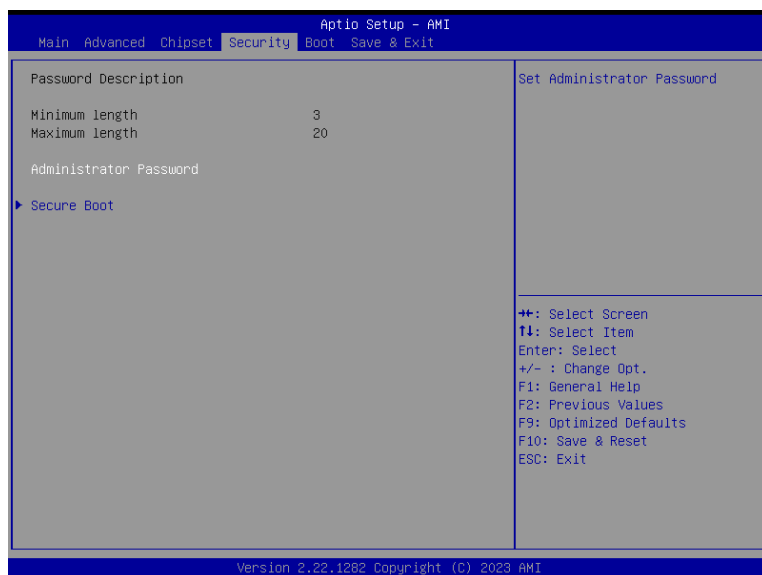 Aptio Setup – AMI
Main Advanced Chipset Security Boot Save & Exit
Password Description
Minimum length 3
Maximum length 20
Administrator Password
▶ Secure Boot
Set Administrator Password
→←: Select Screen
↑↓: Select Item
Enter: Select
+/- : Change Opt.
F1: General Help
F2: Previous Values
F9: Optimized Defaults
F10: Save & Reset
ESC: Exit
Version 2.22.1282 Copyright (C) 2023 AMI